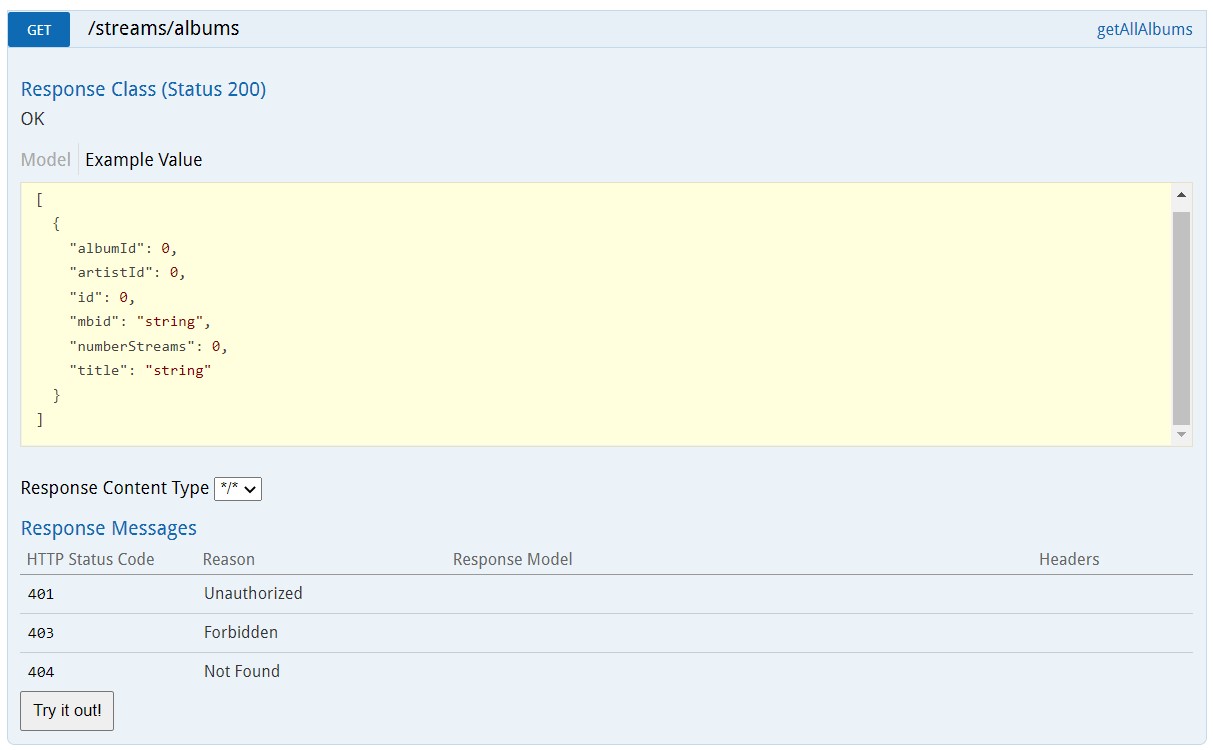 GET /streams/albums getAllAlbums
Response Class (Status 200)
OK
Model Example Value
[
{
"albumId": 0,
"artistId": 0,
"id": 0,
"mbid": "string",
"numberStreams": 0,
"title": "string"
}
]
Response Content Type */*
Response Messages
HTTP Status Code Reason Response Model Headers
401 Unauthorized
403 Forbidden
404 Not Found
Try it out!